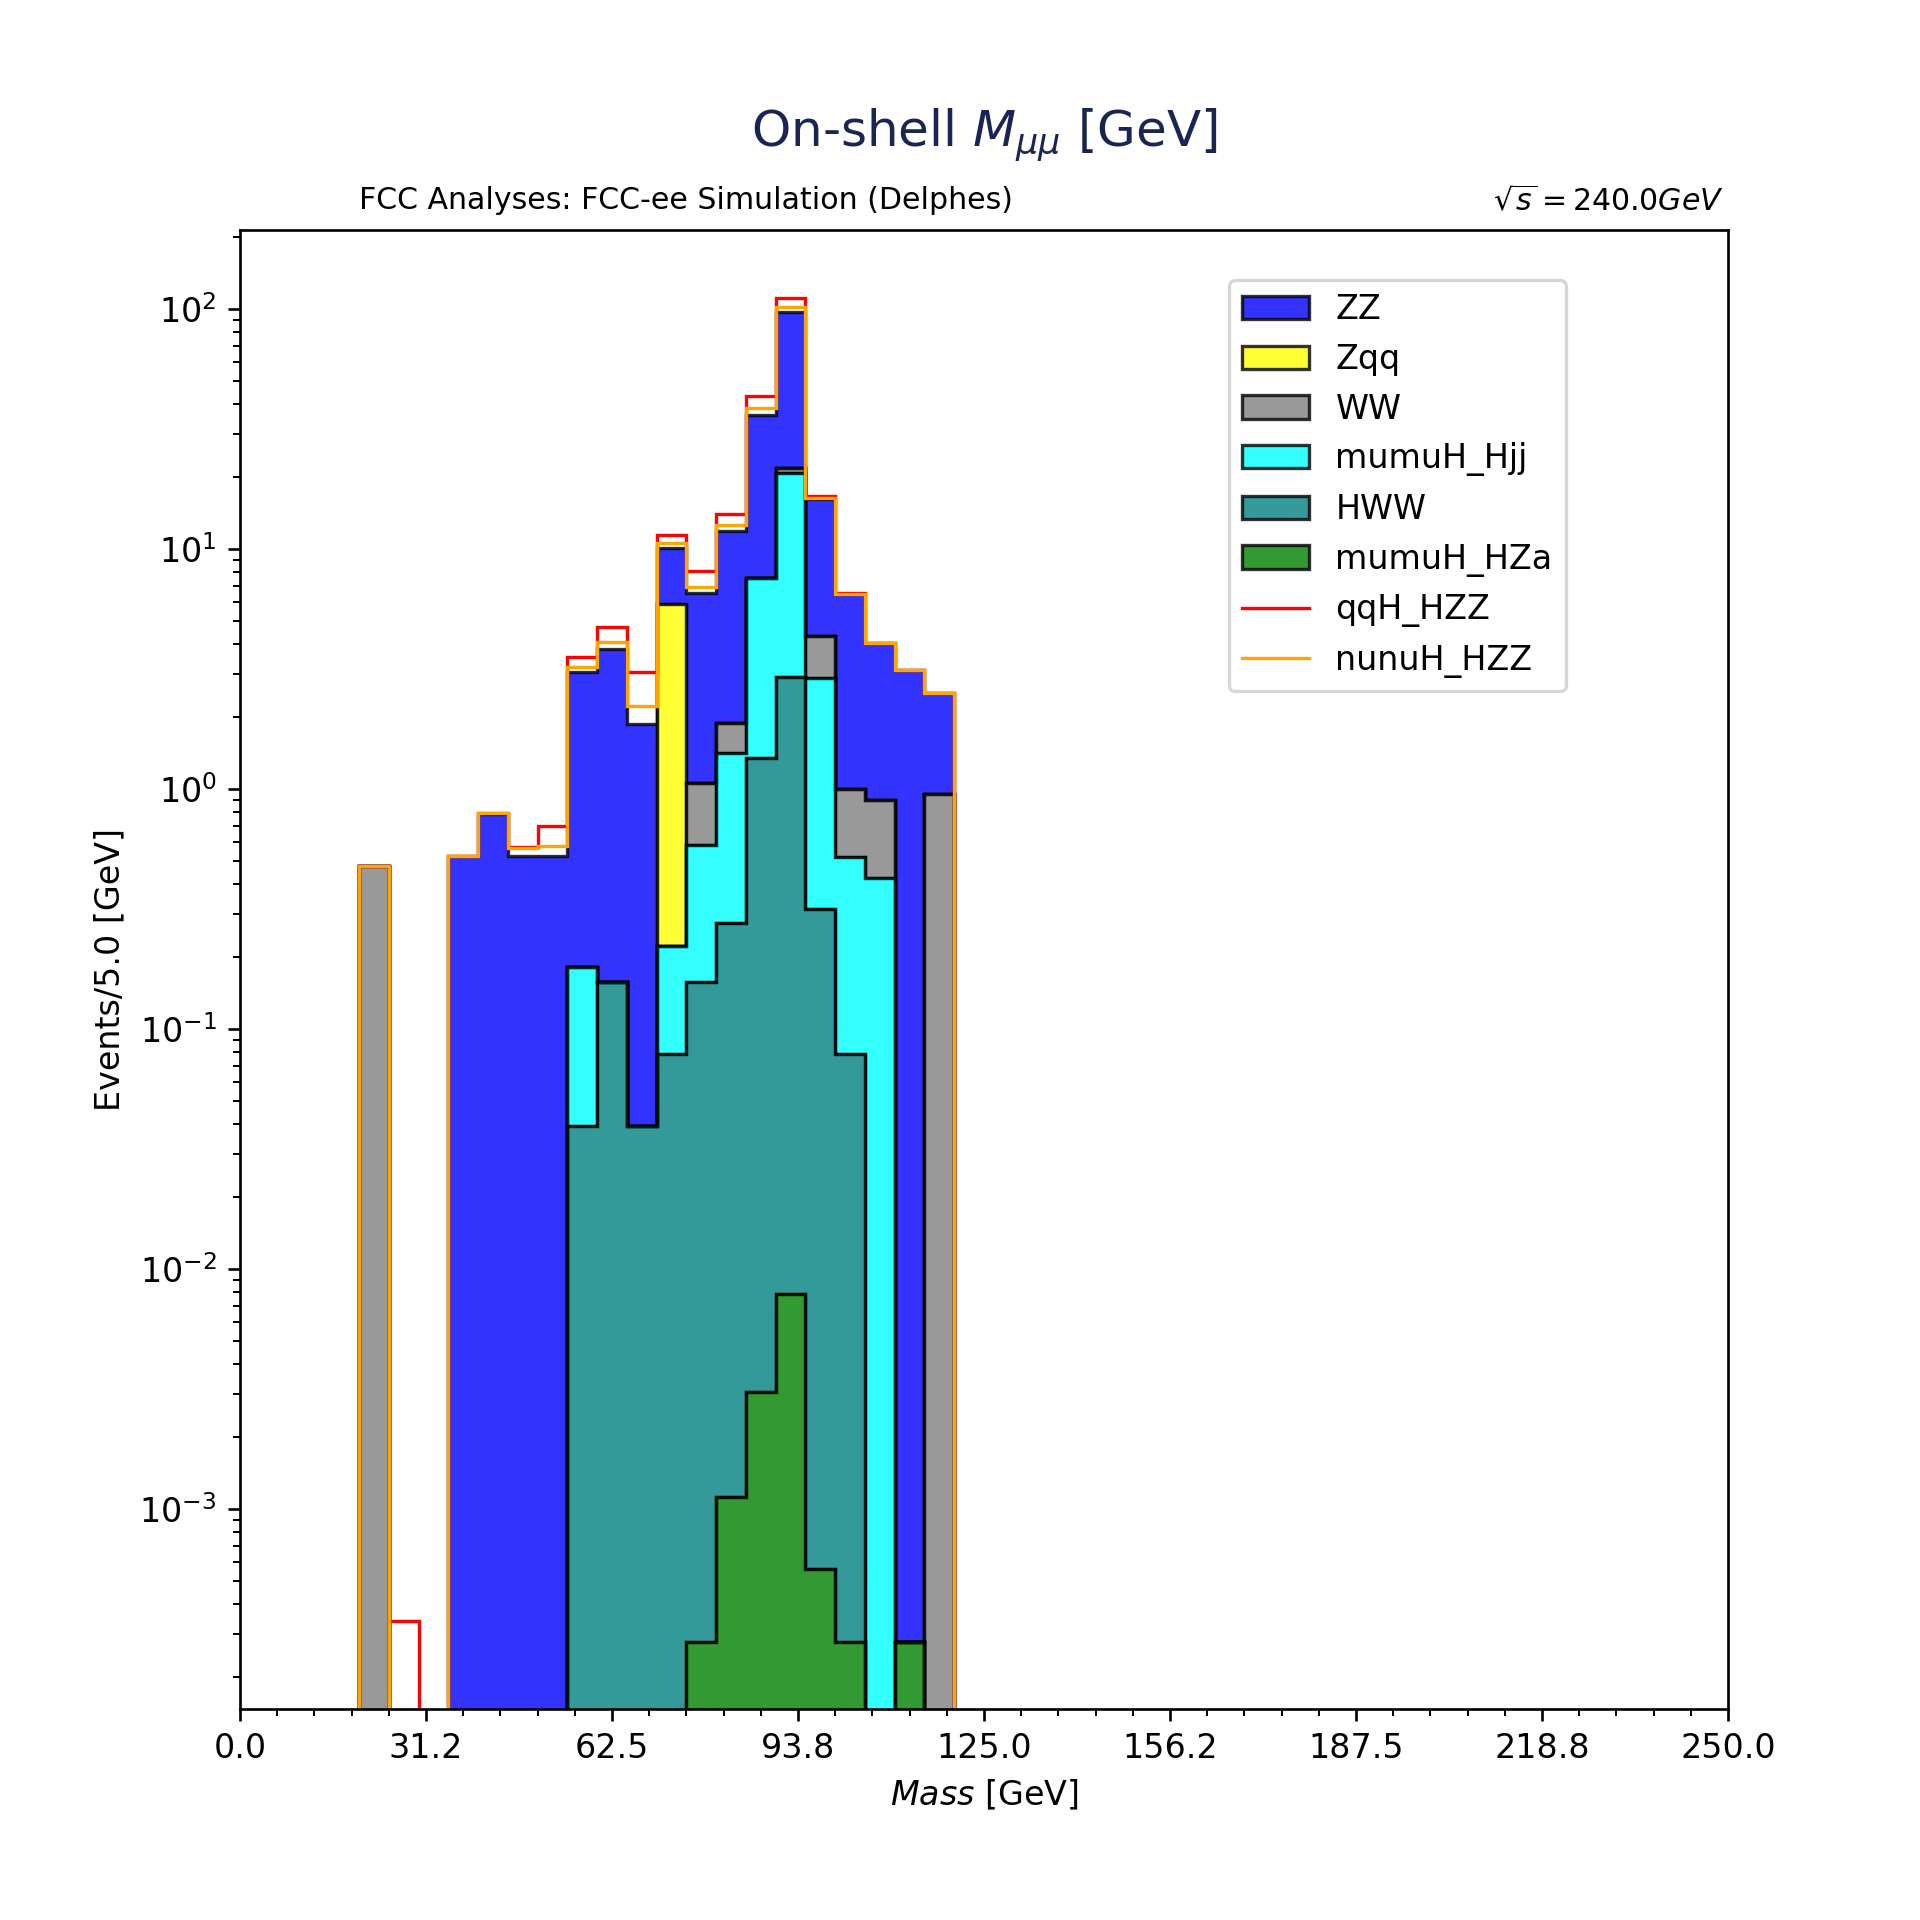 On-shell M_μμ [GeV]
FCC Analyses: FCC-ee Simulation (Delphes)
√s = 240.0GeV
ZZ
Zqq
WW
mumuH_Hjj
HWW
mumuH_HZa
qqH_HZZ
nunuH_HZZ
Events/5.0 [GeV]
10²
10¹
10⁰
10⁻¹
10⁻²
10⁻³
0.0 31.2 62.5 93.8 125.0 156.2 187.5 218.8 250.0
Mass [GeV]